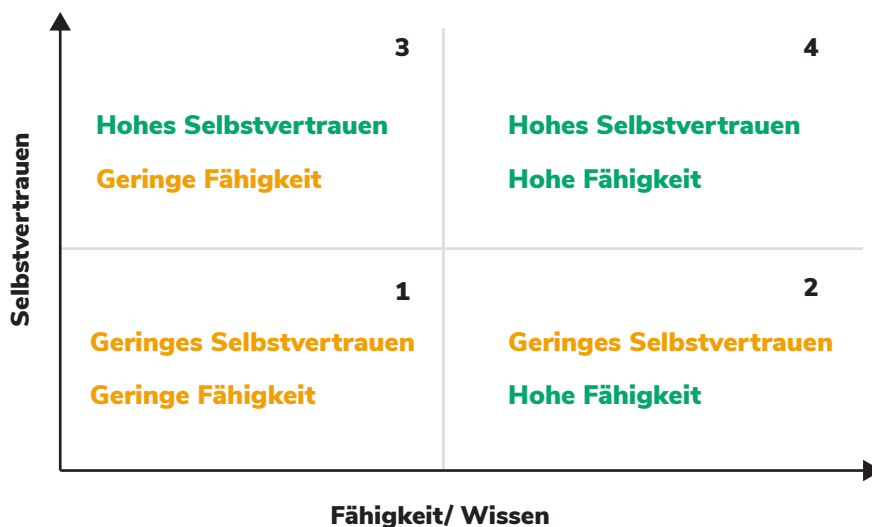 3
4
Hohes Selbstvertrauen
Hohes Selbstvertrauen
Geringe Fähigkeit
Hohe Fähigkeit
Selbstvertrauen
1
2
Geringes Selbstvertrauen
Geringes Selbstvertrauen
Geringe Fähigkeit
Hohe Fähigkeit
Fähigkeit/ Wissen